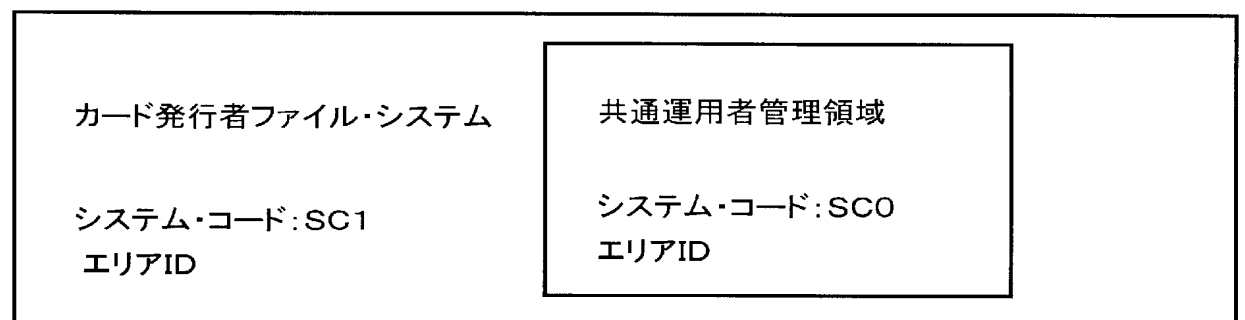 カード発行者ファイル・システム
システム・コード:SC1
エリアID
共通運用者管理領域
システム・コード:SC0
エリアID